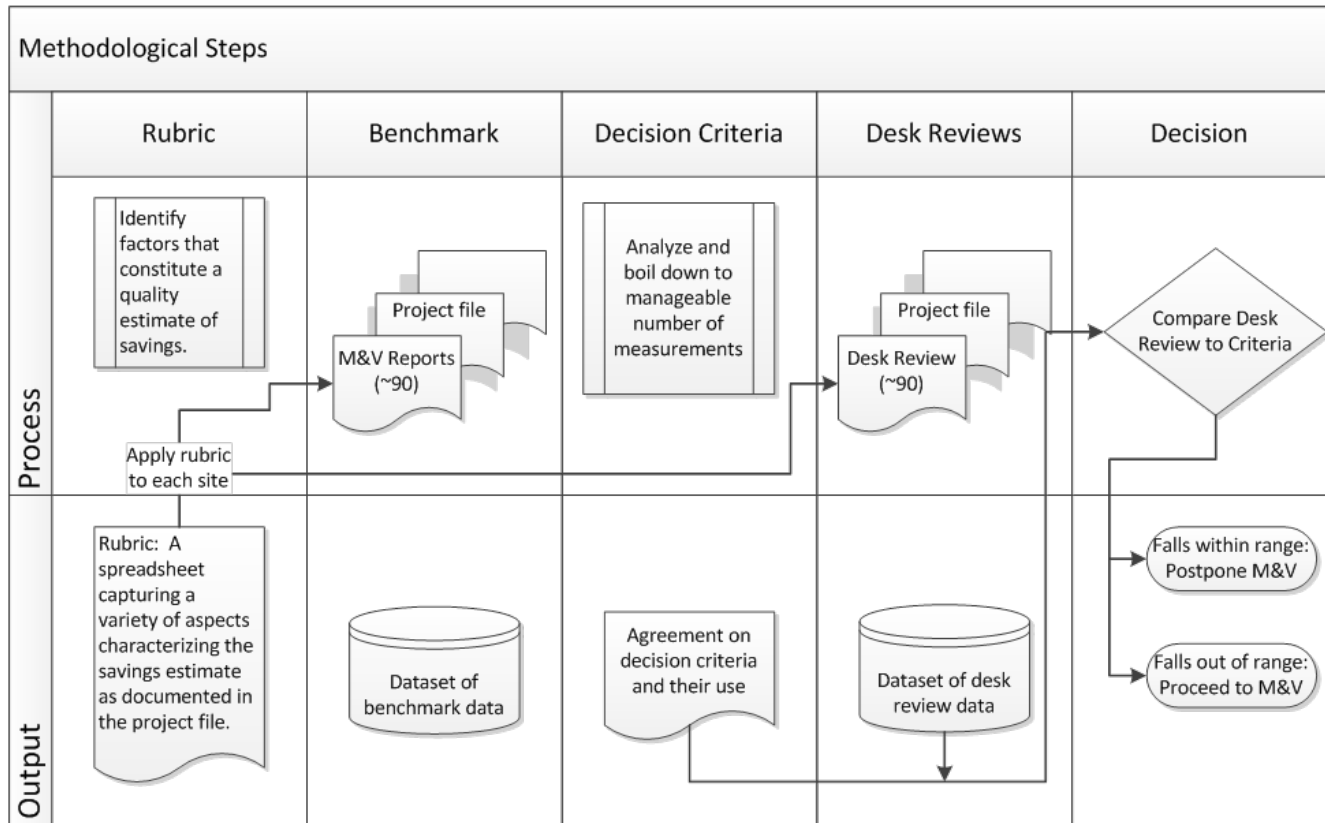 Methodological Steps
Process
Rubric
Benchmark
Decision Criteria
Desk Reviews
Decision
Identify
factors that
constitute a
quality
estimate of
savings.
Project file
M&V Reports
(~90)
Analyze and
boil down to
manageable
number of
measurements
Project file
Desk Review
(~90)
Compare Desk
Review to Criteria
Apply rubric
to each site
Output
Rubric: A
spreadsheet
capturing a
variety of aspects
characterizing the
savings estimate
as documented in
the project file.
Dataset of
benchmark data
Agreement on
decision criteria
and their use
Dataset of desk
review data
Falls within range:
Postpone M&V
Falls out of range:
Proceed to M&V